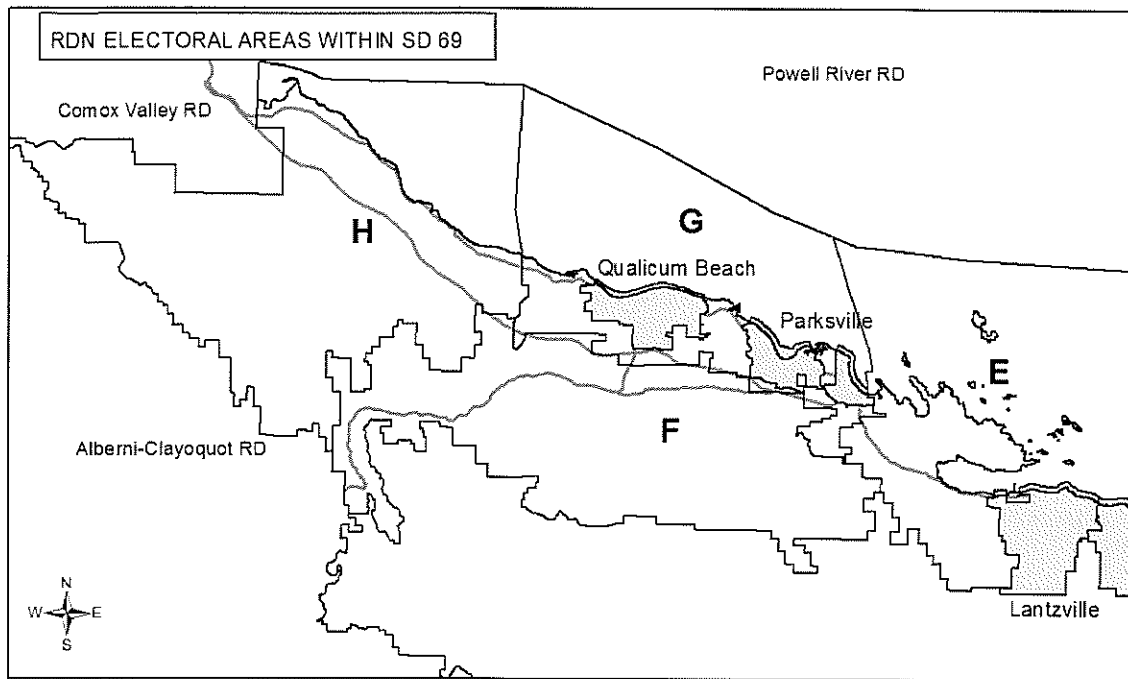 RDN ELECTORAL AREAS WITHIN SD 69
Powell River RD
Comox Valley RD
H
G
Qualicum Beach
Parksville
E
F
Alberni-Clayoquot RD
N
W E
S
Lantzville